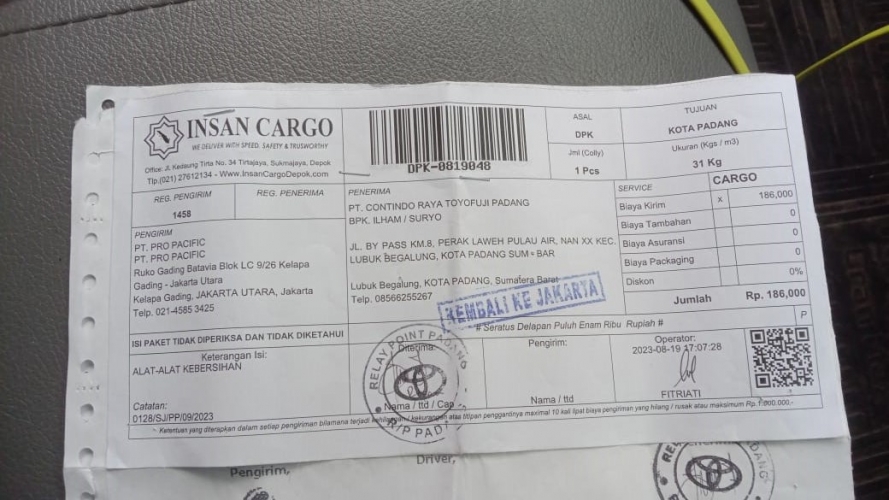 INSAN CARGO
WE DELIVER WITH SPEED, SAFETY & TRUSTWORTHY
Office: Jl. Kedaung Tirta No. 34 Tirtajaya, Sukmajaya, Depok
Tlp.(021) 27612134 - Www.InsanCargoDepok.com
DPK-0819048
ASAL
DPK
Jml (Colly)
1 Pcs
TUJUAN
KOTA PADANG
Ukuran (Kgs / m3)
31 Kg
REG. PENGIRIM
1458
REG. PENERIMA
PENGIRIM
PT. PRO PACIFIC
PT. PRO PACIFIC
Ruko Gading Batavia Blok LC 9/26 Kelapa
Gading - Jakarta Utara
Kelapa Gading, JAKARTA UTARA, Jakarta
Telp. 021-4585 3425
PENERIMA
PT. CONTINDO RAYA TOYOFUJI PADANG
BPK. ILHAM / SURYO
JL. BY PASS KM.8, PERAK LAWEH PULAU AIR, NAN XX KEC.
LUBUK BEGALUNG, KOTA PADANG SUM BAR
Lubuk Begalung, KOTA PADANG, Sumatera Barat
Telp. 08566255267
KEMBALI KE JAKARTA
SERVICE CARGO
Biaya Kirim x 186,000
Biaya Tambahan 0
Biaya Asuransi 0
Biaya Packaging 0
Diskon 0%
Jumlah Rp. 186,000
# Seratus Delapan Puluh Enam Ribu Rupiah #
P
ISI PAKET TIDAK DIPERIKSA DAN TIDAK DIKETAHUI
Keterangan Isi:
ALAT-ALAT KEBERSIHAN
Catatan:
0128/SJ/PP/09/2023
Diterima:
Nama / ttd / Cap
RELAY POINT PADANG
Pengirim:
Nama / ttd
Operator:
2023-08-19 17:07:28
FITRIATI
* Ketentuan yang diterapkan dalam setiap pengiriman bilamana terjadi kehilangan / kekurangan atas titipan penggantinya maximal 10 kali lipat biaya pengiriman yang hilang / rusak atau maksimum Rp. 1.000.000,-
Pengirim,
Driver,